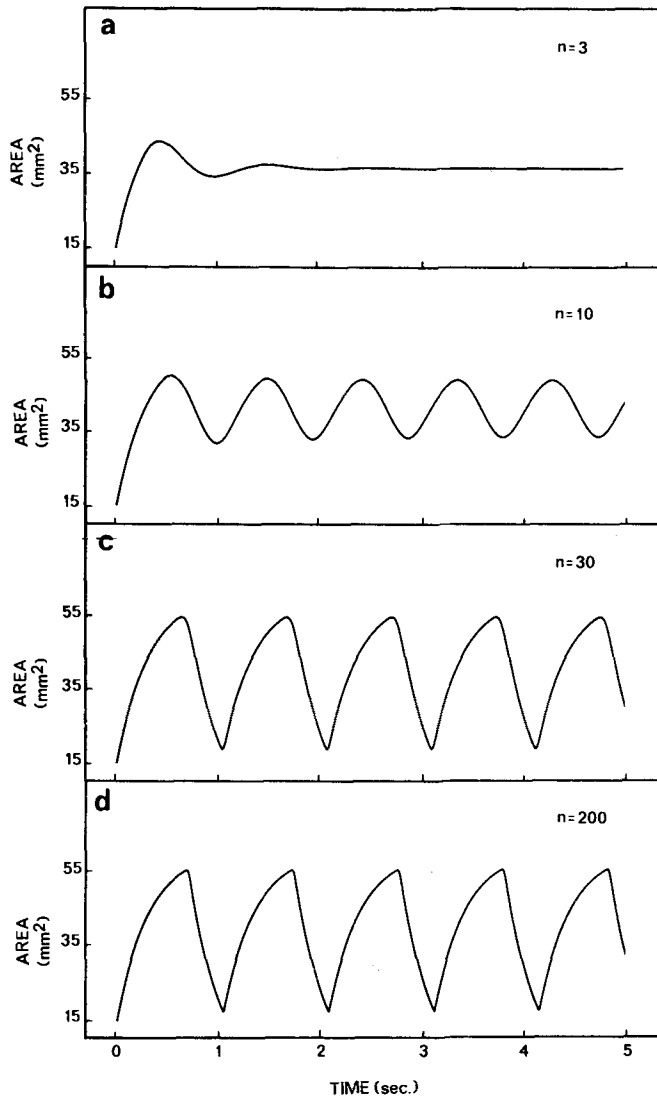 a
n=3
55
35
15
AREA
(mm²)
b
n=10
55
35
15
AREA
(mm²)
c
n=30
55
35
15
AREA
(mm²)
d
n=200
55
35
15
AREA
(mm²)
0 1 2 3 4 5
TIME (sec.)